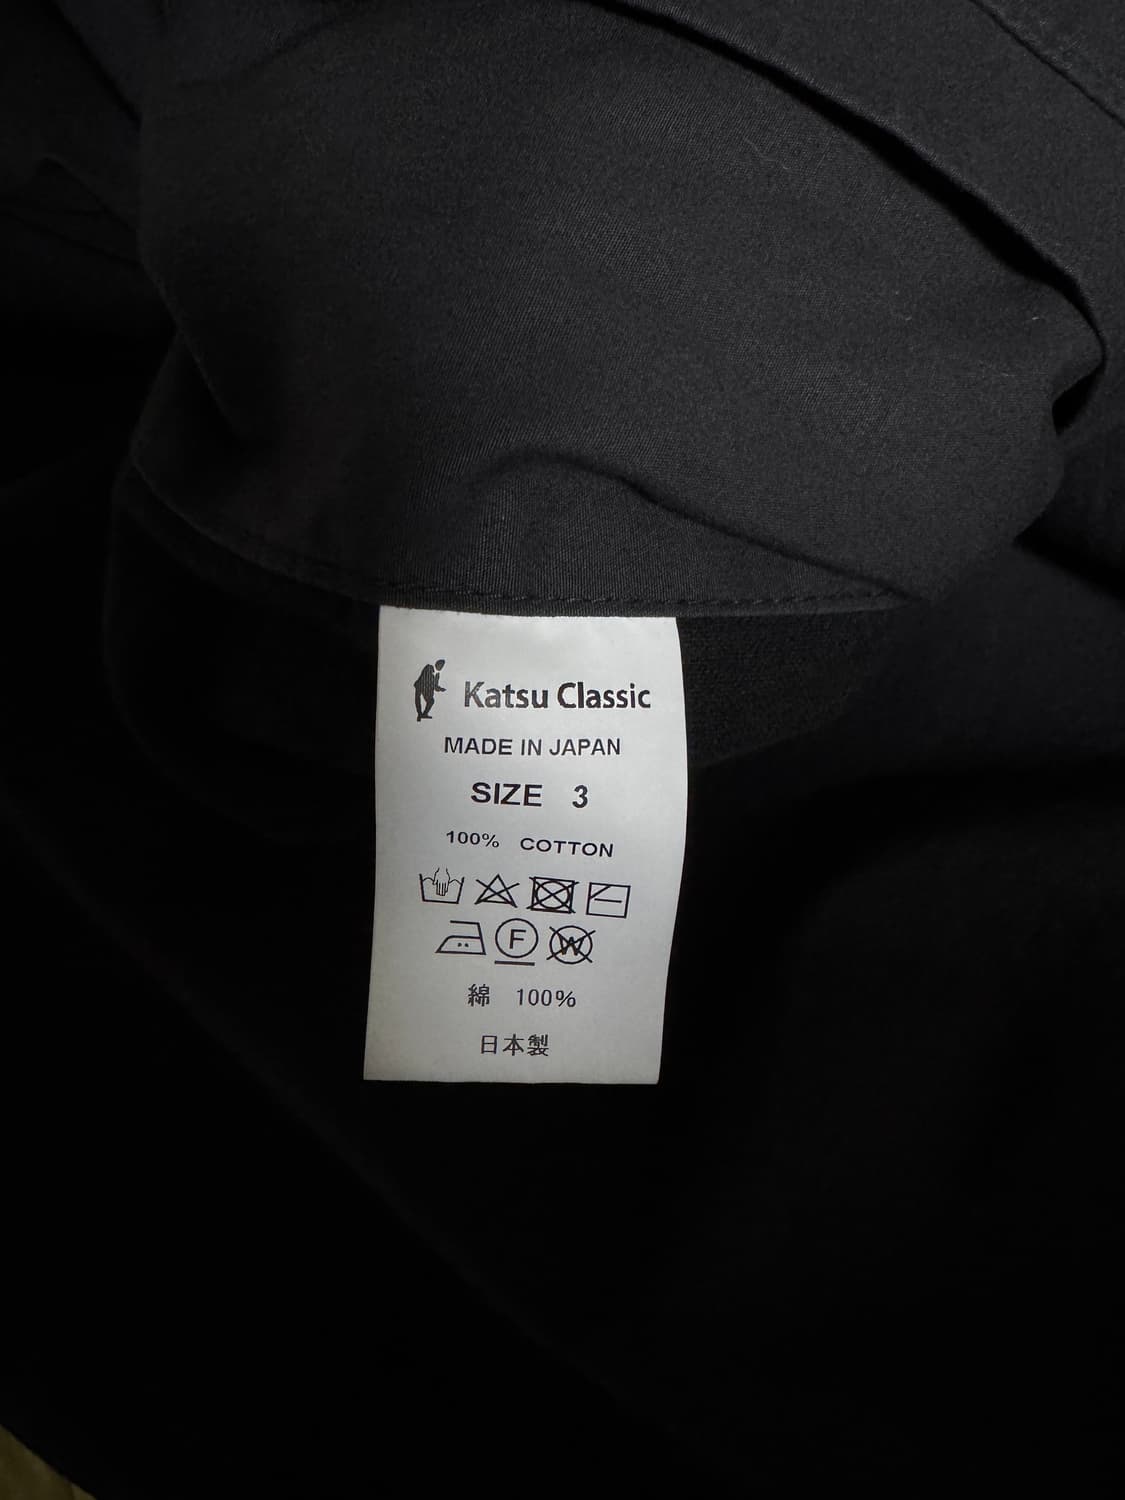 Katsu Classic
MADE IN JAPAN
SIZE 3
100% COTTON
F W
綿 100%
日本製